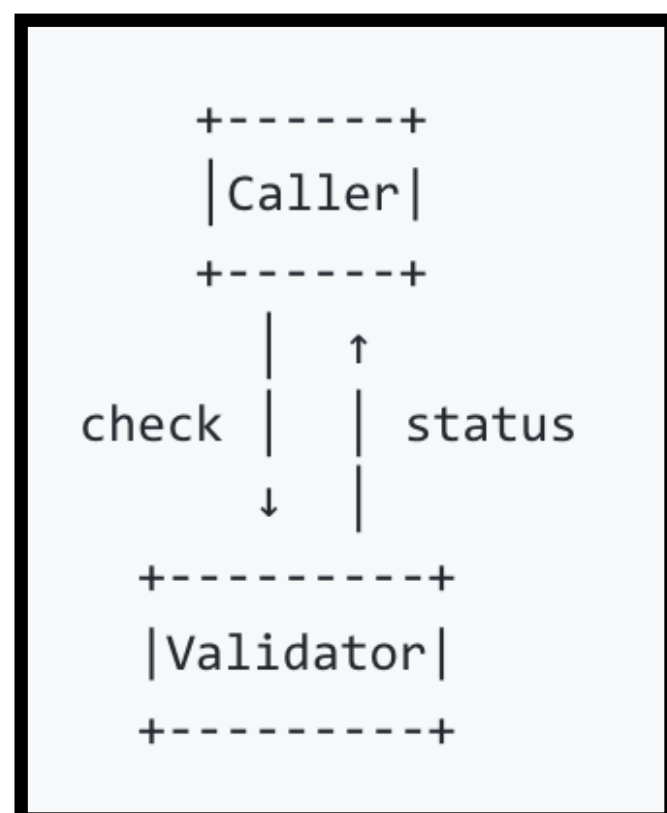 +------+
    |Caller|
    +------+
      |  ↑
check |  | status
      ↓  |
  +---------+
  |Validator|
  +---------+